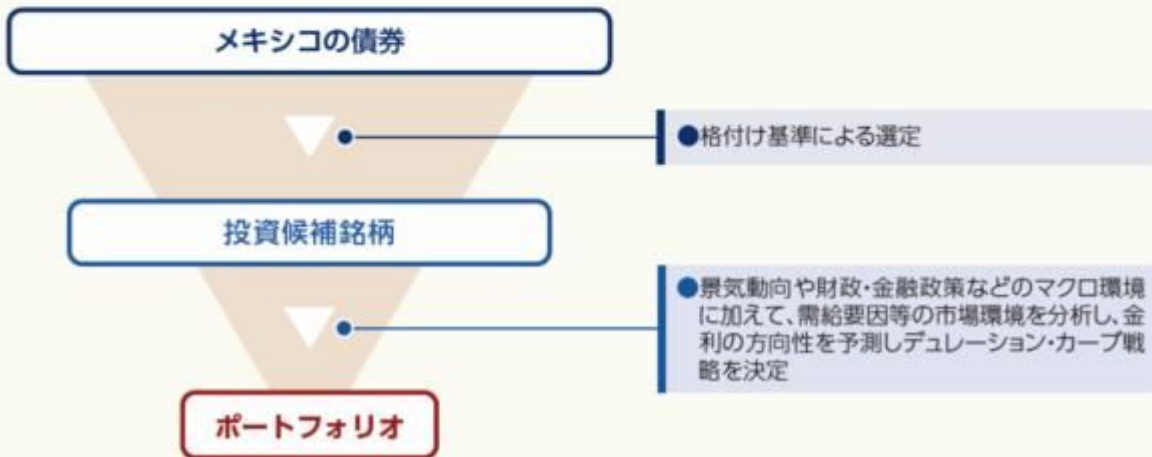 メキシコの債券
●格付け基準による選定
投資候補銘柄
●景気動向や財政・金融政策などのマクロ環境
に加えて、需給要因等の市場環境を分析し、金
利の方向性を予測しデュレーション・カーブ戦
略を決定
ポートフォリオ